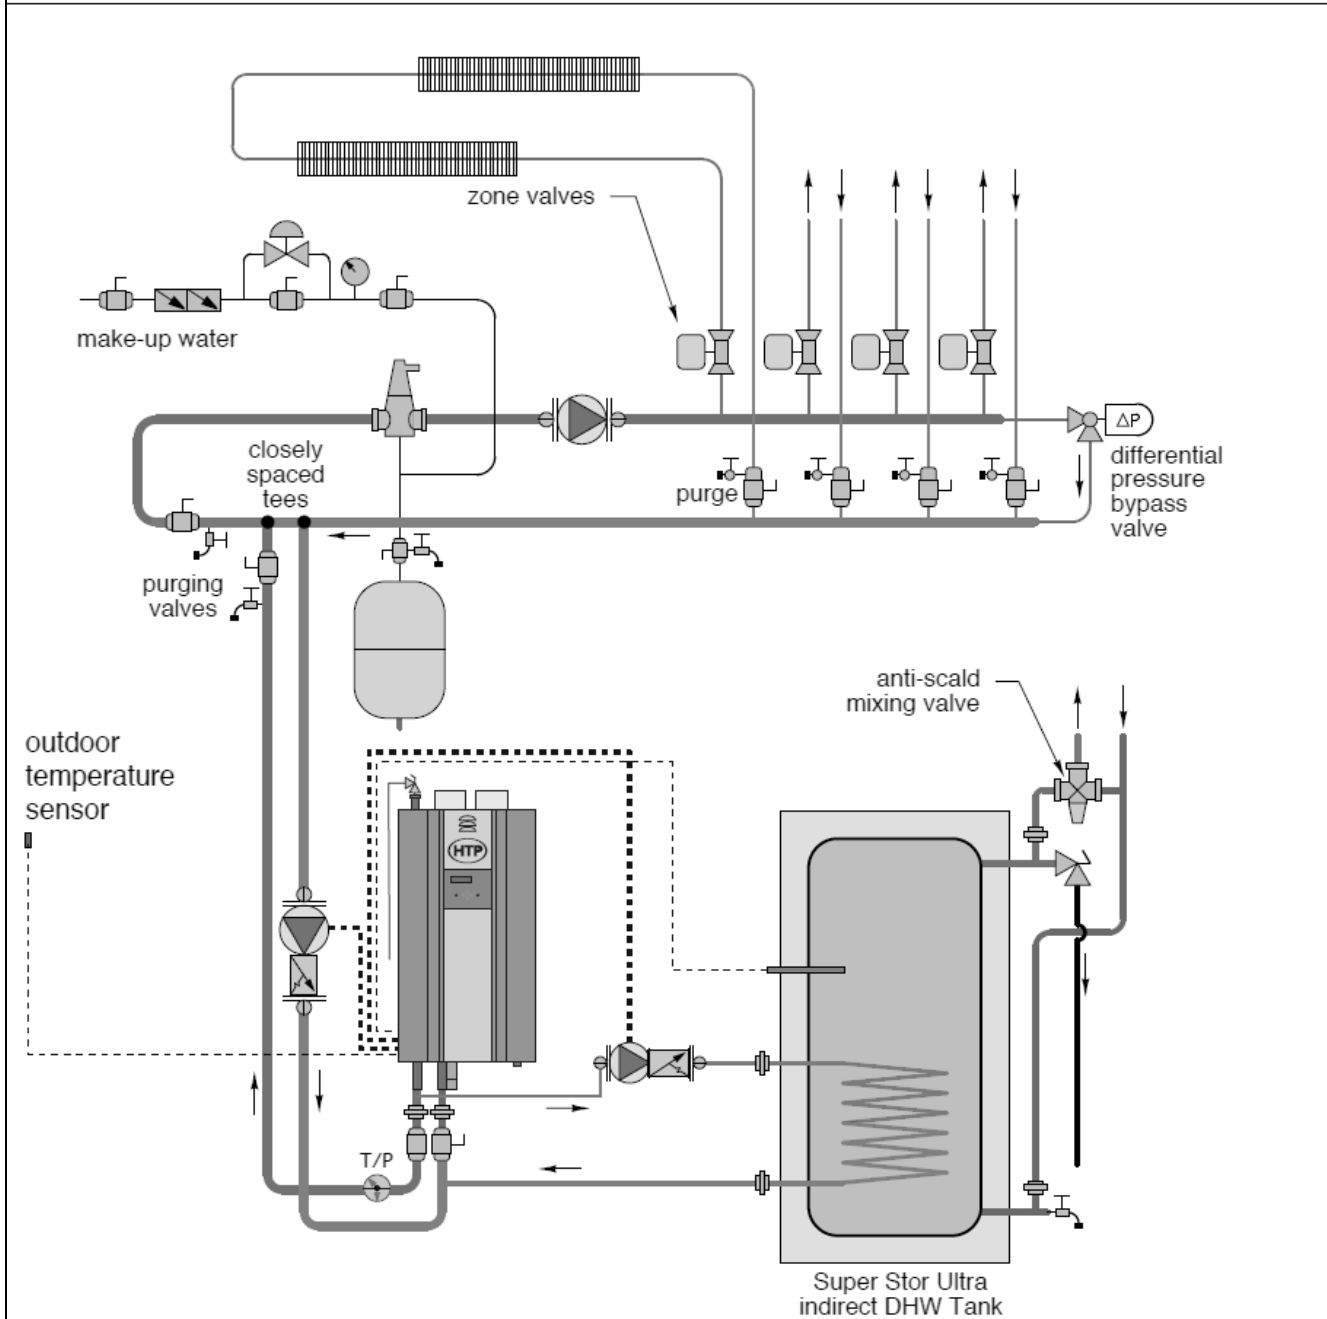 zone valves
make-up water
closely
spaced
tees
ΔP
differential
pressure
bypass
valve
purge
purging
valves
anti-scald
mixing valve
outdoor
temperature
sensor
HTP
T/P
Super Stor Ultra
indirect DHW Tank